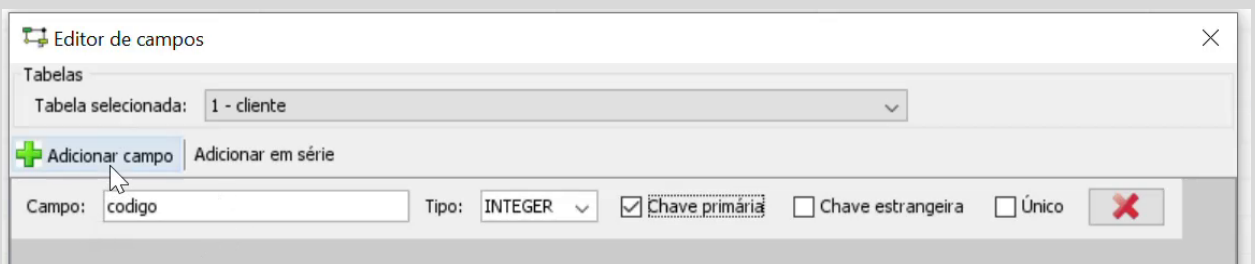 Editor de campos
Tabelas
Tabela selecionada: 1 - cliente
Adicionar campo Adicionar em série
Campo: codigo Tipo: INTEGER Chave primária Chave estrangeira Único